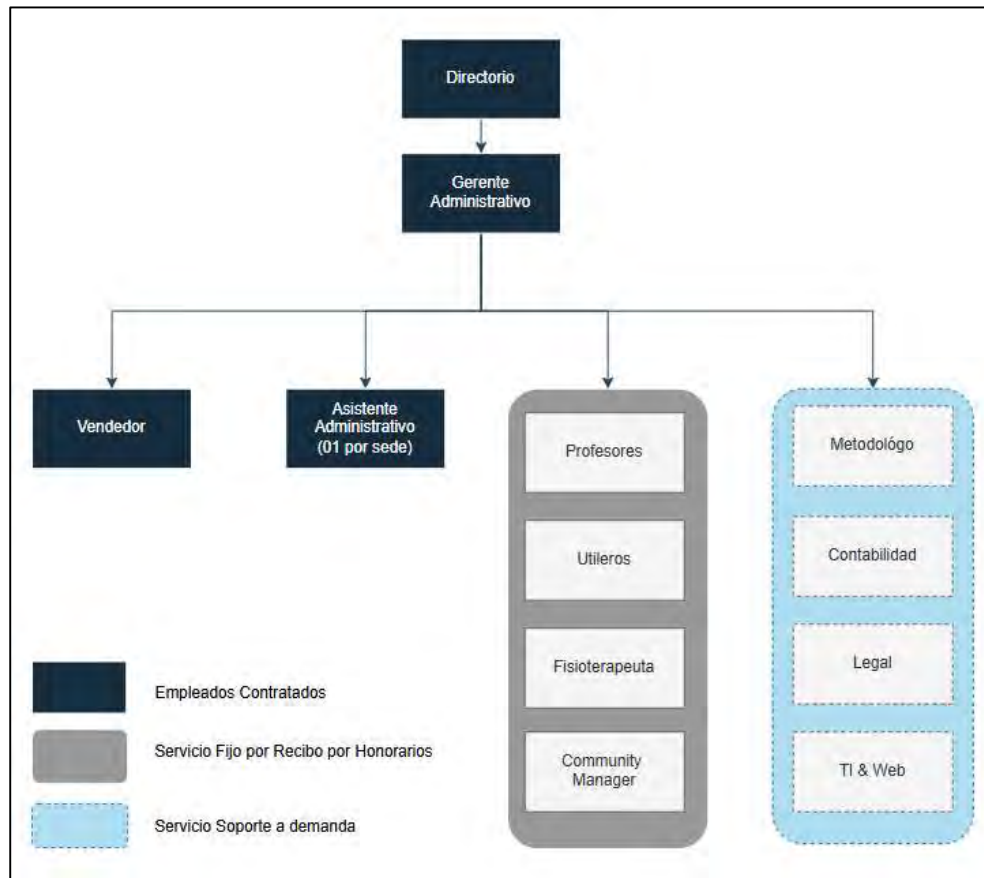 Directorio
Gerente
Administrativo
Vendedor
Asistente
Administrativo
(01 por sede)
Profesores
Utileros
Fisioterapeuta
Community
Manager
Metodológo
Contabilidad
Legal
TI & Web
Empleados Contratados
Servicio Fijo por Recibo por Honorarios
Servicio Soporte a demanda